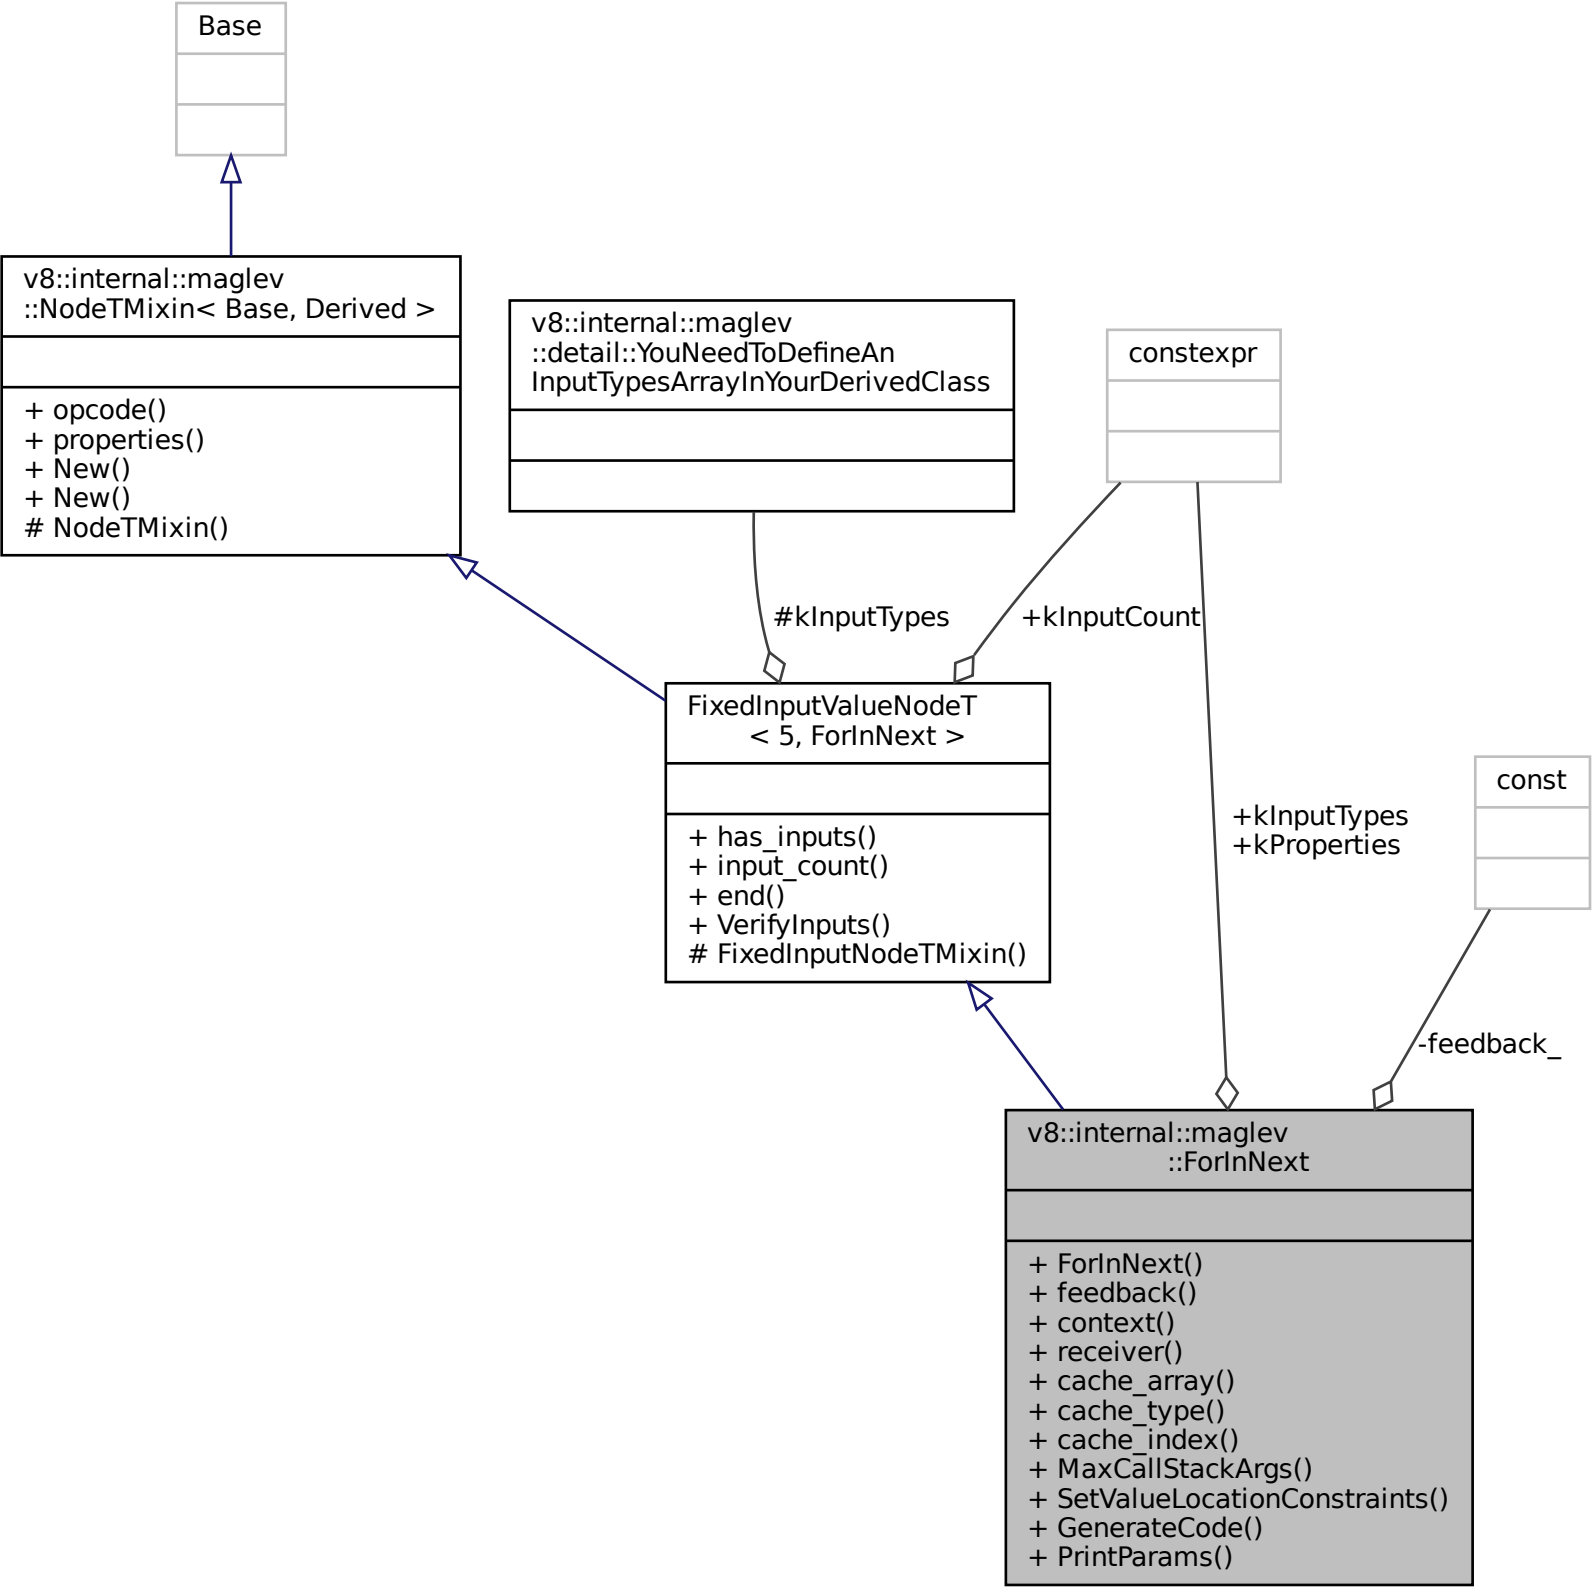 Base
v8::internal::maglev
::NodeTMixin< Base, Derived >
+ opcode()
+ properties()
+ New()
+ New()
# NodeTMixin()
v8::internal::maglev
::detail::YouNeedToDefineAn
InputTypesArrayInYourDerivedClass
constexpr
#kInputTypes
+kInputCount
FixedInputValueNodeT
< 5, ForInNext >
+ has_inputs()
+ input_count()
+ end()
+ VerifyInputs()
# FixedInputNodeTMixin()
+kInputTypes
+kProperties
const
-feedback_
v8::internal::maglev
::ForInNext
+ ForInNext()
+ feedback()
+ context()
+ receiver()
+ cache_array()
+ cache_type()
+ cache_index()
+ MaxCallStackArgs()
+ SetValueLocationConstraints()
+ GenerateCode()
+ PrintParams()